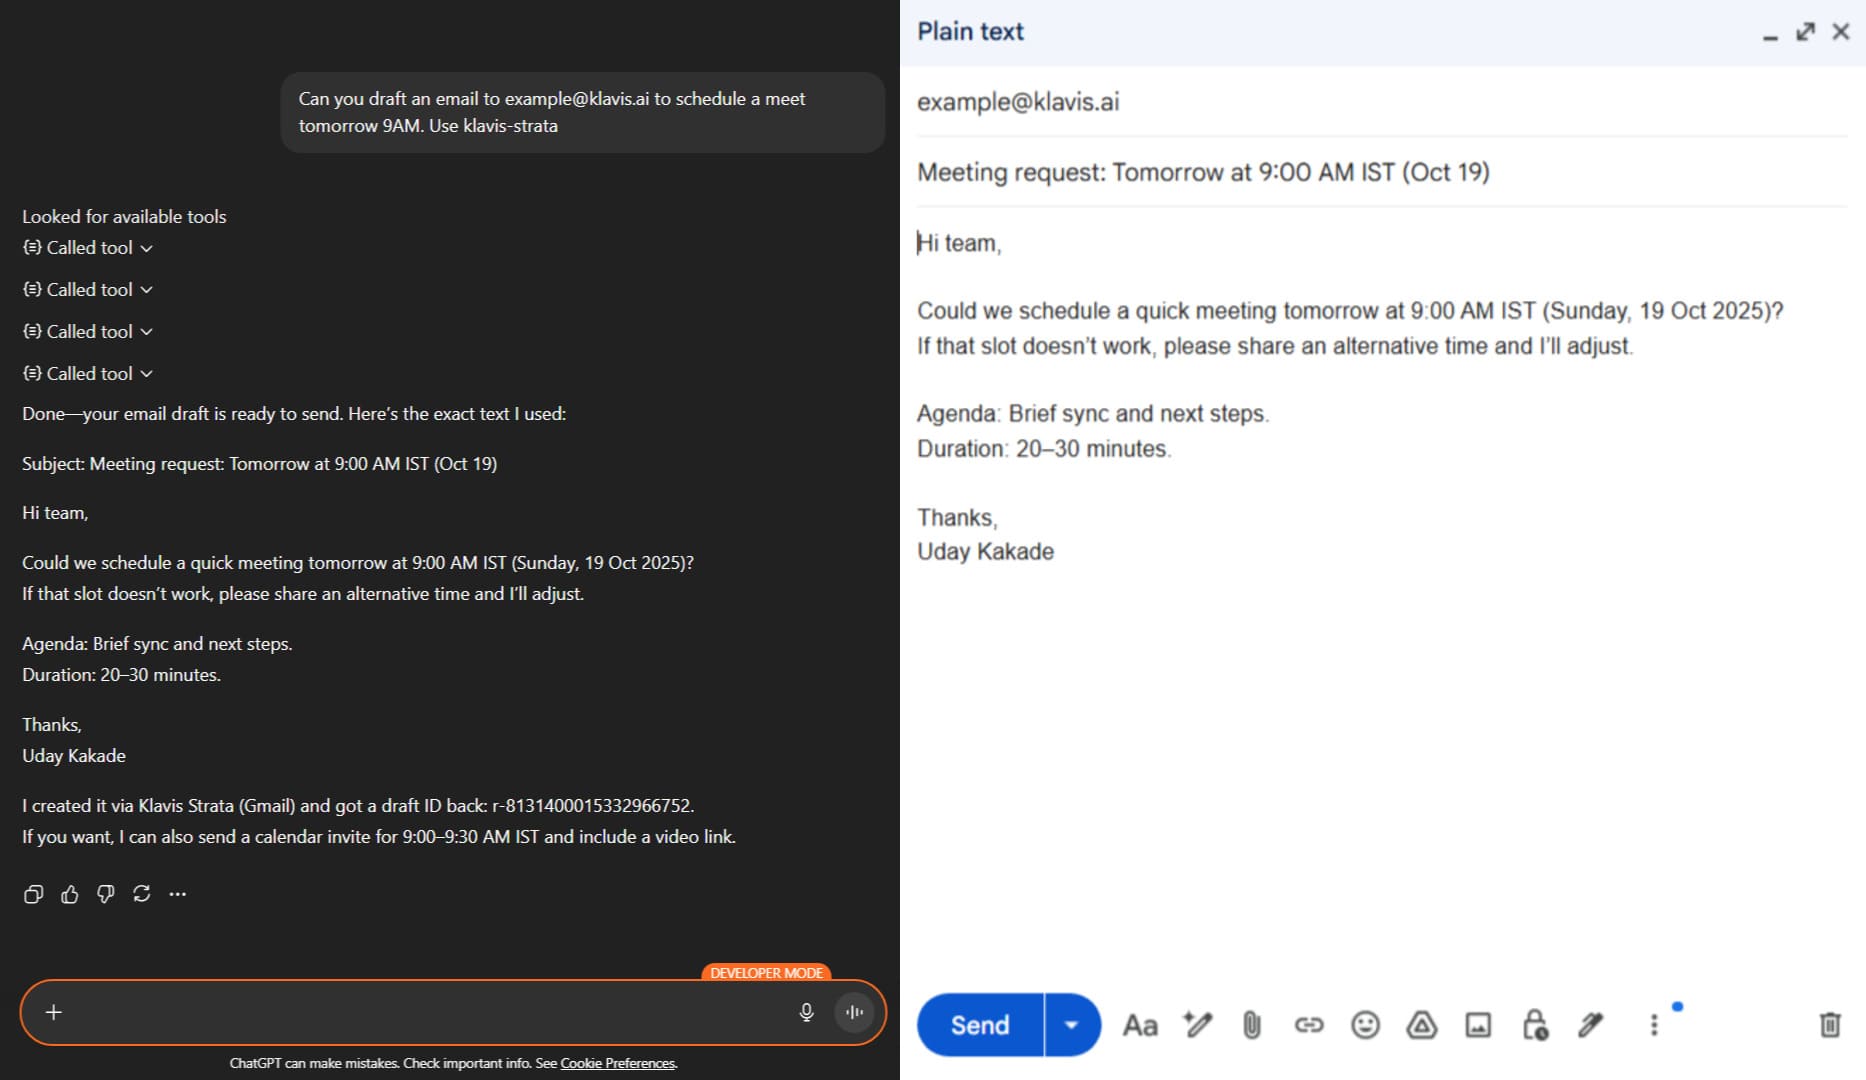 Can you draft an email to example@klavis.ai to schedule a meet
tomorrow 9AM. Use klavis-strata
Looked for available tools
Called tool
Called tool
Called tool
Called tool
Done—your email draft is ready to send. Here’s the exact text I used:
Subject: Meeting request: Tomorrow at 9:00 AM IST (Oct 19)
Hi team,
Could we schedule a quick meeting tomorrow at 9:00 AM IST (Sunday, 19 Oct 2025)?
If that slot doesn’t work, please share an alternative time and I’ll adjust.
Agenda: Brief sync and next steps.
Duration: 20–30 minutes.
Thanks,
Uday Kakade
I created it via Klavis Strata (Gmail) and got a draft ID back: r-8131400015332966752.
If you want, I can also send a calendar invite for 9:00–9:30 AM IST and include a video link.
DEVELOPER MODE
ChatGPT can make mistakes. Check important info. See Cookie Preferences.
Plain text
example@klavis.ai
Meeting request: Tomorrow at 9:00 AM IST (Oct 19)
Hi team,
Could we schedule a quick meeting tomorrow at 9:00 AM IST (Sunday, 19 Oct 2025)?
If that slot doesn’t work, please share an alternative time and I’ll adjust.
Agenda: Brief sync and next steps.
Duration: 20–30 minutes.
Thanks,
Uday Kakade
Send
Aa